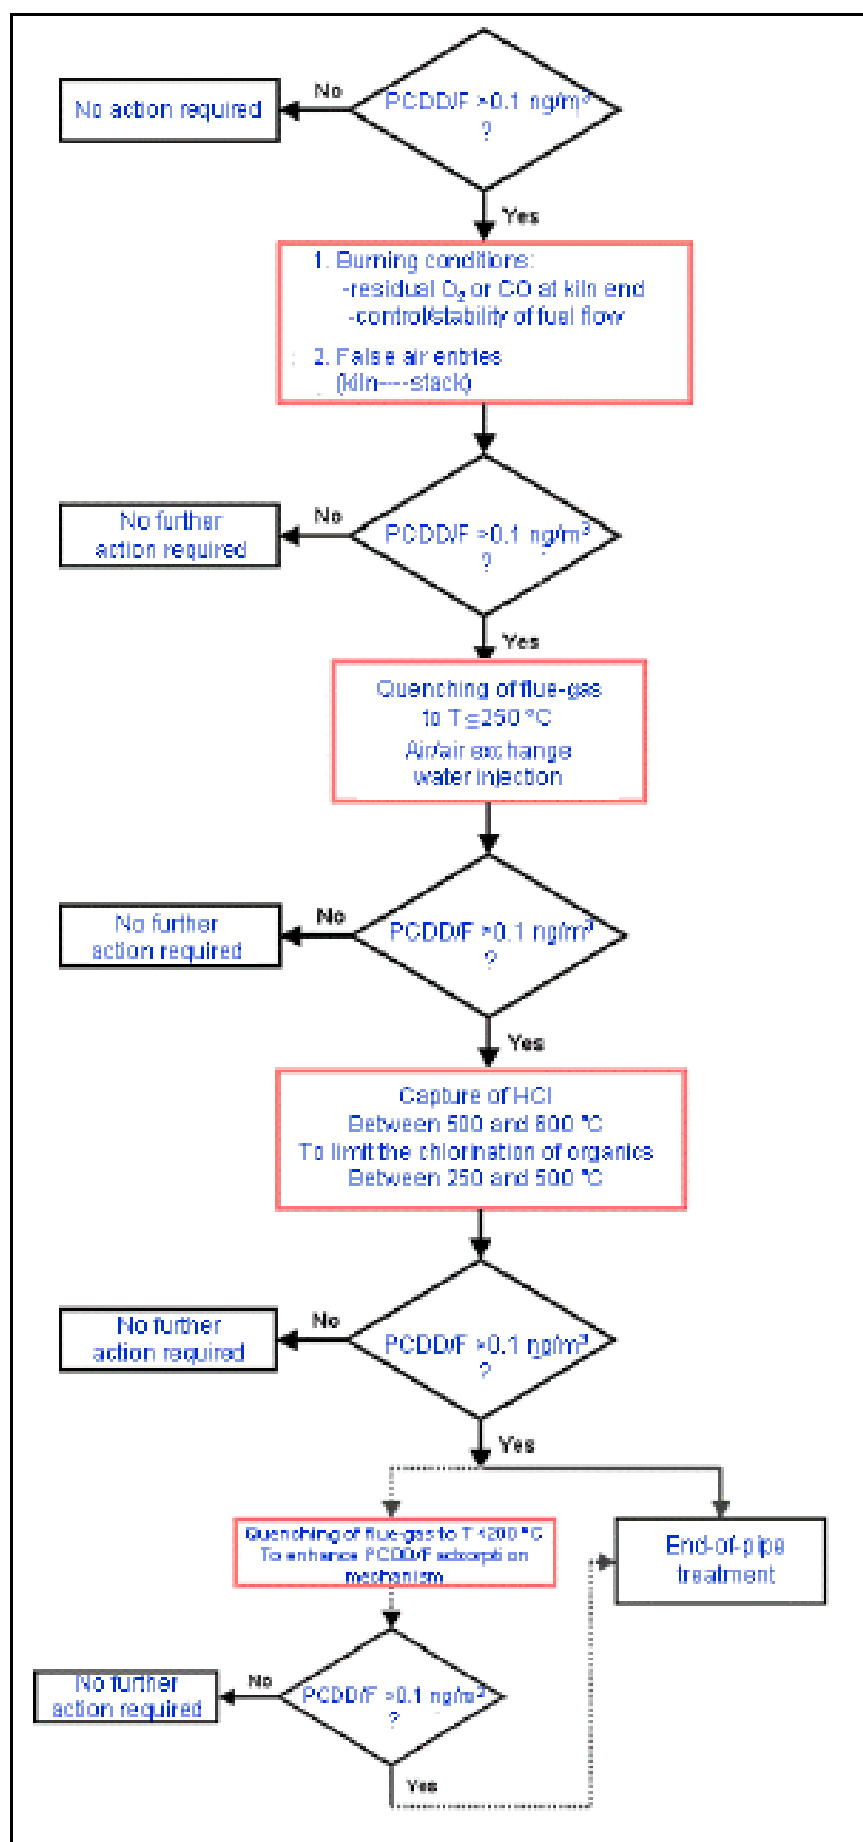 PCDD/F >0.1 ng/m³
?
No
No action required
Yes
1. Burning conditions:
-residual O₂ or CO at kiln end
-control/stability of fuel flow
2. False air entries
(kiln----stack)
PCDD/F >0.1 ng/m³
?
No
No further
action required
Yes
Quenching of flue-gas
to T ≤ 250 °C
Air/air exchange
water injection
PCDD/F >0.1 ng/m³
?
No
No further
action required
Yes
Capture of HCl
Between 500 and 600 °C
To limit the chlorination of organics
Between 250 and 500 °C
PCDD/F >0.1 ng/m³
?
No
No further
action required
Yes
Quenching of flue-gas to T <200 °C
To enhance PCDD/F adsorption
mechanism
End-of-pipe
treatment
PCDD/F >0.1 ng/m³
?
No
No further
action required
Yes